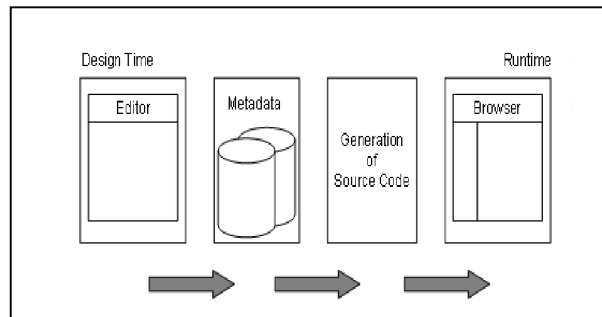 Design Time
Runtime
Editor
Metadata
Generation
of
Source Code
Browser